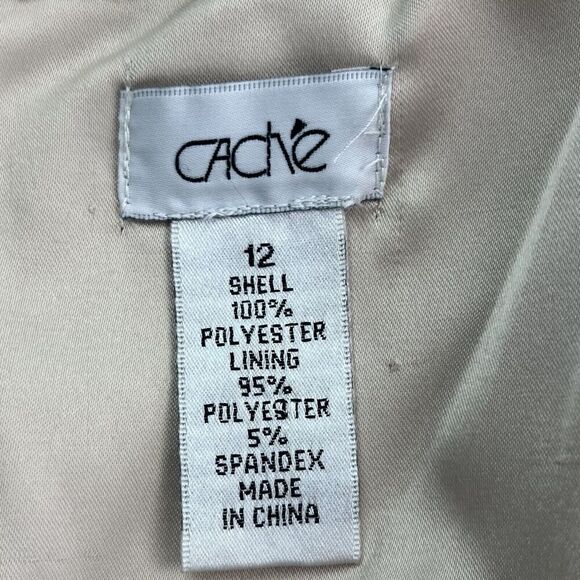 CACHÉ
12
SHELL
100%
POLYESTER
LINING
95%
POLYESTER
5%
SPANDEX
MADE
IN CHINA